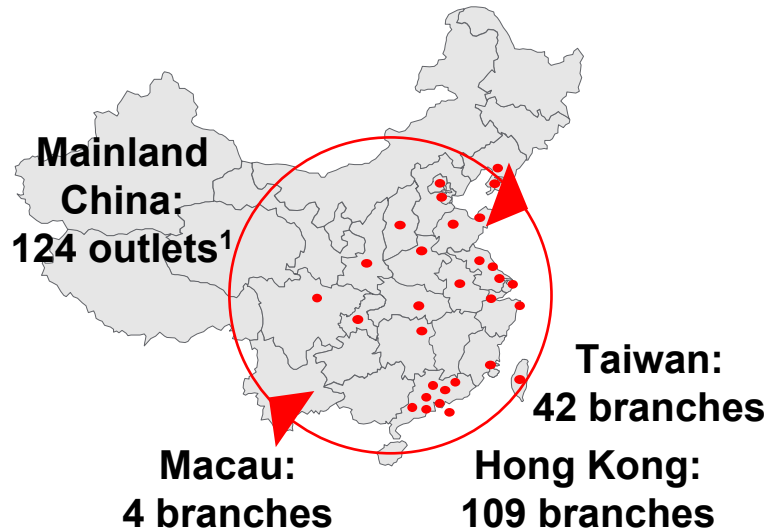 Mainland
China:
124 outlets¹
Taiwan:
42 branches
Macau:
4 branches
Hong Kong:
109 branches